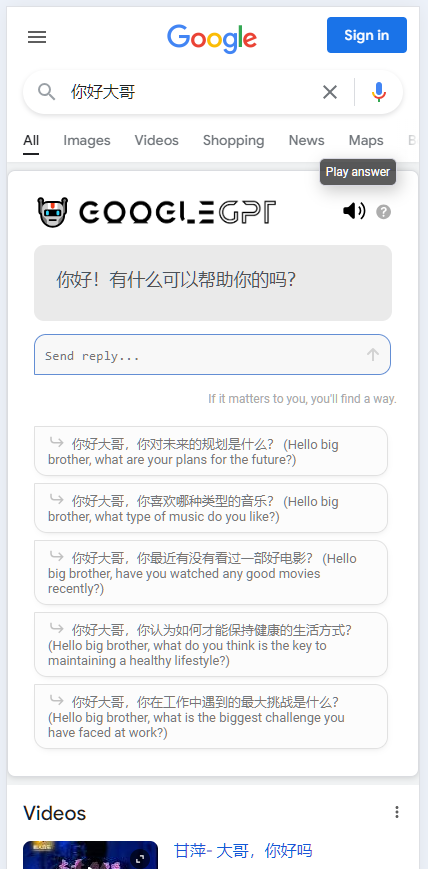 Google
Sign in
你好大哥
All Images Videos Shopping News Maps
Play answer
GOOGLEGPT
你好！有什么可以帮助你的吗？
Send reply...
If it matters to you, you'll find a way.
你好大哥，你对未来的规划是什么？ (Hello big
brother, what are your plans for the future?)
你好大哥，你喜欢哪种类型的音乐？ (Hello big
brother, what type of music do you like?)
你好大哥，你最近有没有看过一部好电影？ (Hello
big brother, have you watched any good movies
recently?)
你好大哥，你认为如何才能保持健康的生活方式？
(Hello big brother, what do you think is the key to
maintaining a healthy lifestyle?)
你好大哥，你在工作中遇到的最大挑战是什么？
(Hello big brother, what is the biggest challenge you
have faced at work?)
Videos
甘萍- 大哥，你好吗